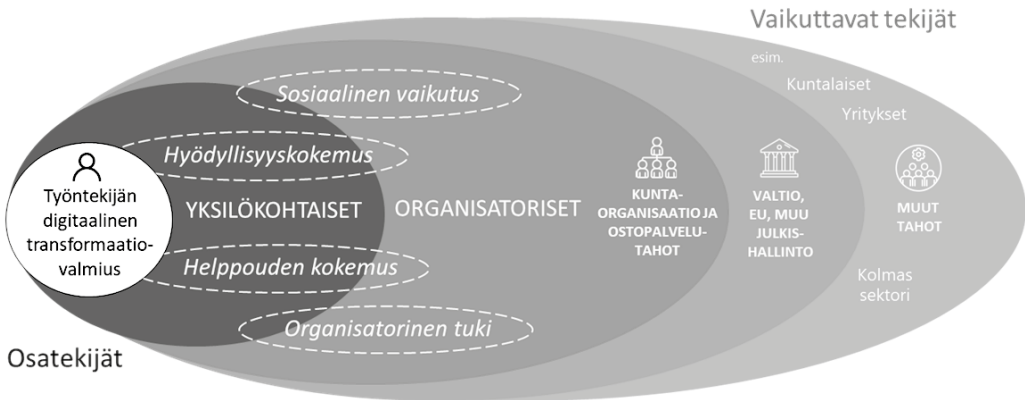 Vaikuttavat tekijät
esim.
Kuntalaiset
Yritykset
Sosiaalinen vaikutus
Hyödyllisyyskokemus
Työntekijän
digitaalinen
transformaatio-
valmius
YKSILÖKOHTAISET
ORGANISATORISET
KUNTA-
ORGANISAATIO JA
OSTOPALVELU-
TAHOT
VALTIO,
EU, MUU
JULKIS-
HALLINTO
MUUT
TAHOT
Helppouden kokemus
Kolmas
sektori
Organisatorinen tuki
Osatekijät